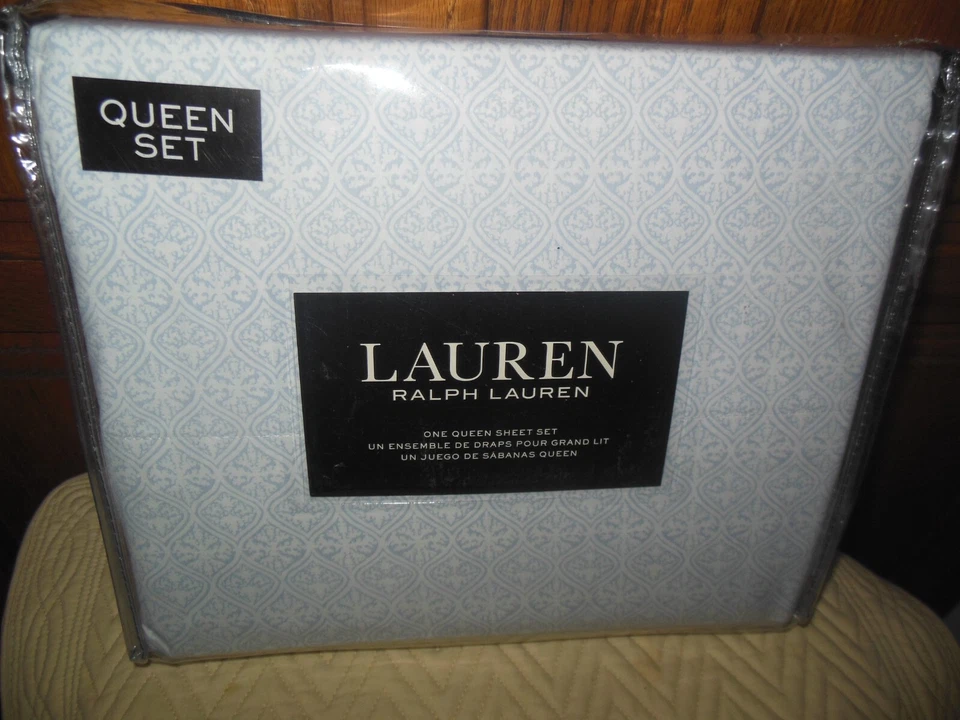 QUEEN
SET
LAUREN
RALPH LAUREN
ONE QUEEN SHEET SET
UN ENSEMBLE DE DRAPS POUR GRAND LIT
UN JUEGO DE SÁBANAS QUEEN